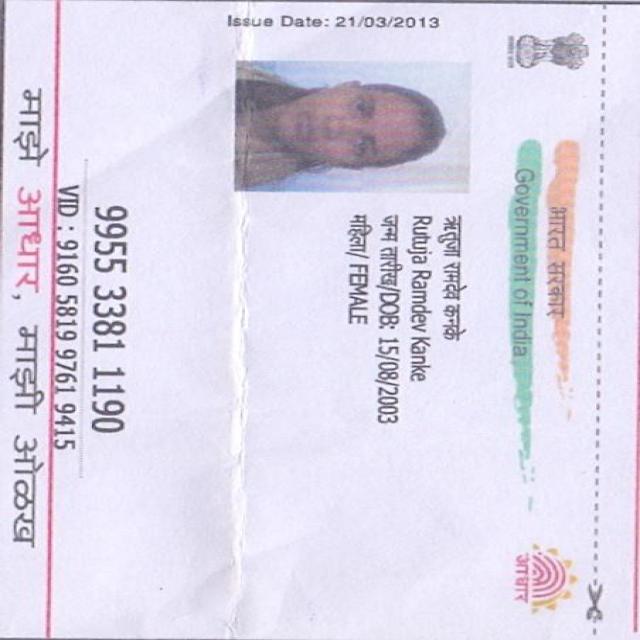 भारत सरकार
Government of India
Issue Date: 21/03/2013
ऋतुजा रामदेव कानके
Rutuja Ramdev Kanke
जन्म तारीख/DOB: 15/08/2003
महिला/ FEMALE
9955 3381 1190
VID : 9160 5819 9761 9415
माझे आधार, माझी ओळख
आधार